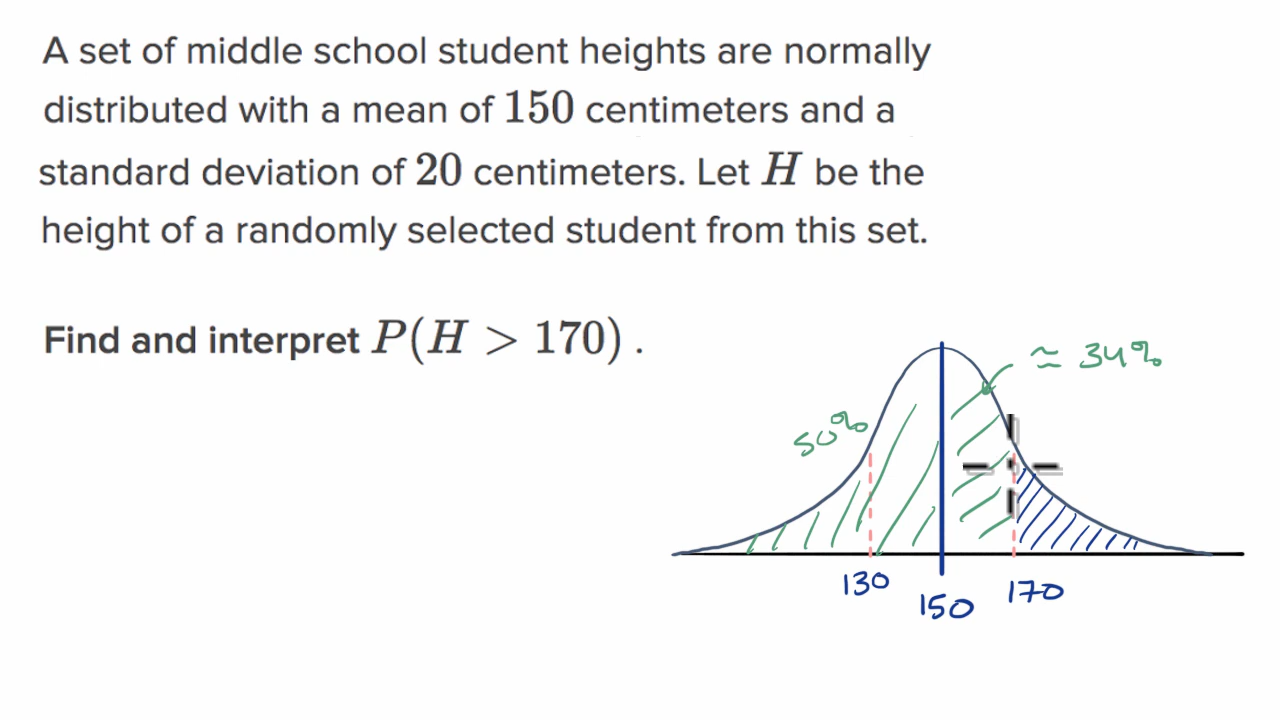 A set of middle school student heights are normally
distributed with a mean of 150 centimeters and a
standard deviation of 20 centimeters. Let H be the
height of a randomly selected student from this set.
Find and interpret P(H > 170) .
≃ 34%
50%
130
150
170